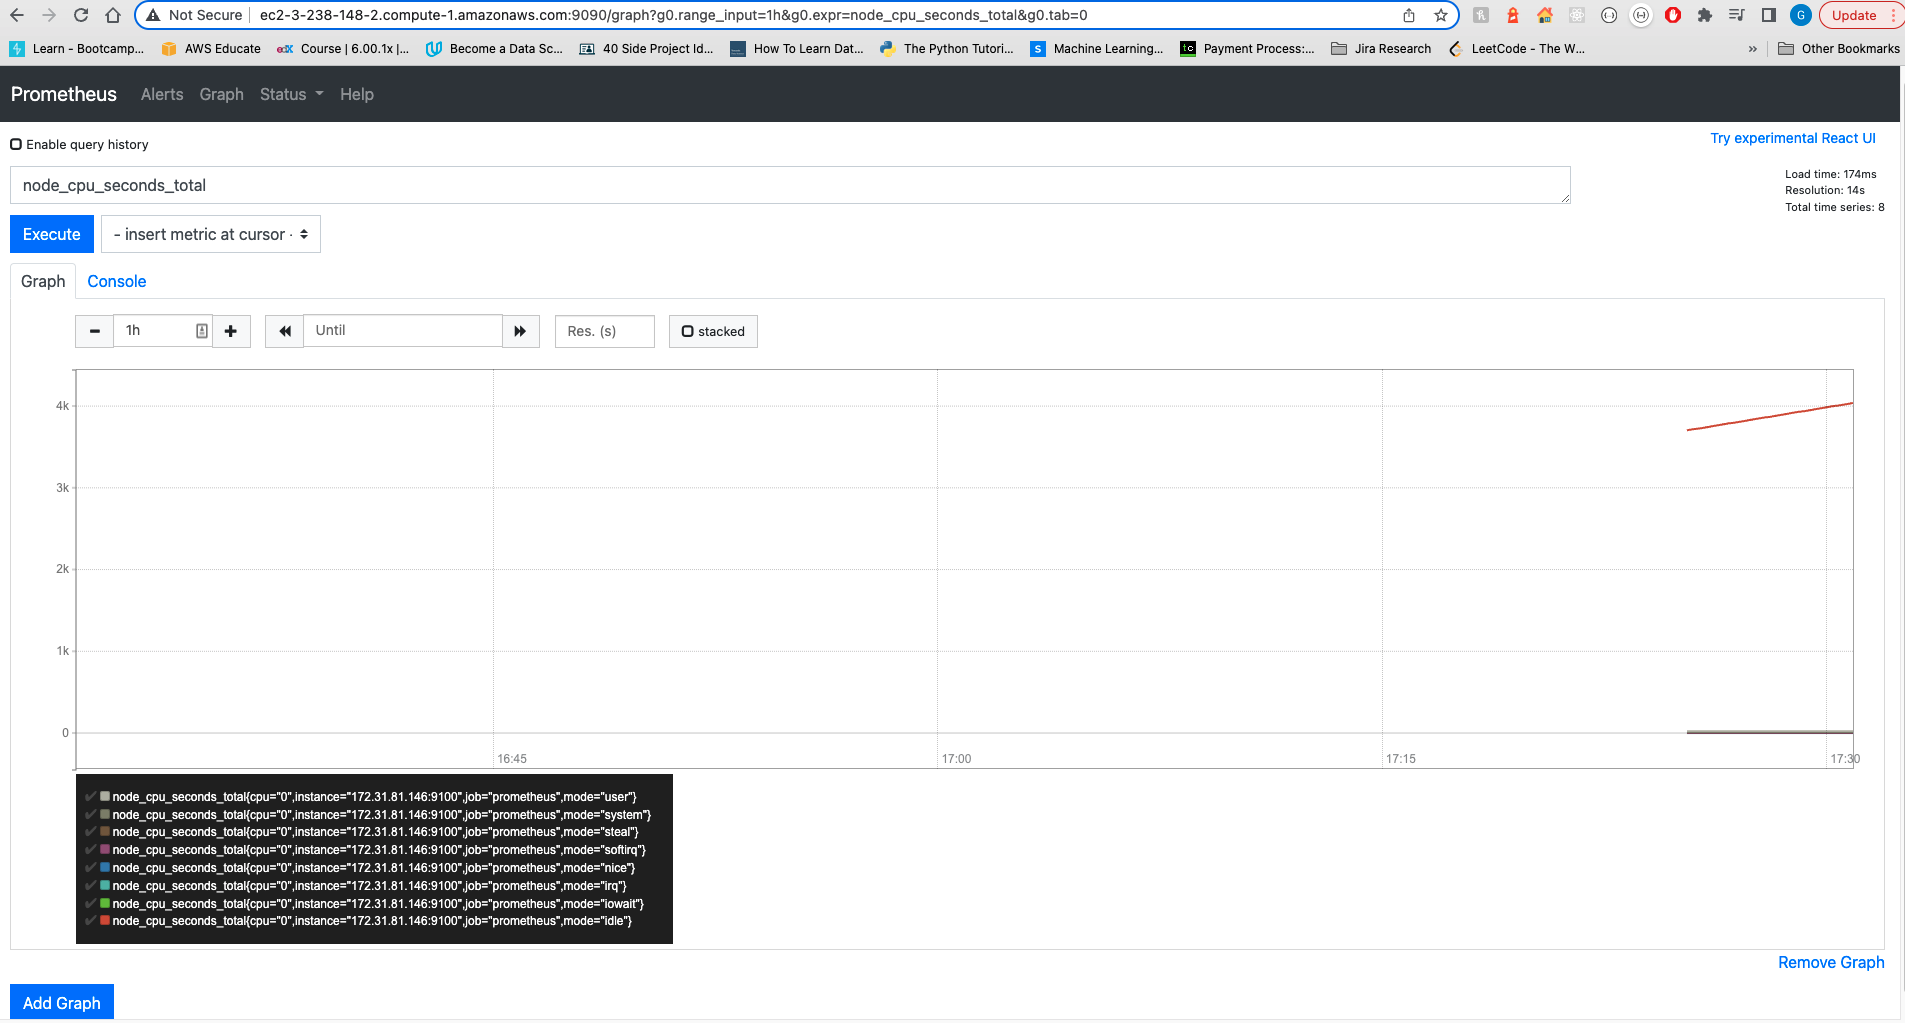 Not Secure ec2-3-238-148-2.compute-1.amazonaws.com:9090/graph?g0.range_input=1h&g0.expr=node_cpu_seconds_total&g0.tab=0 G Update
Learn - Bootcamp... AWS Educate edX Course | 6.00.1x |... Become a Data Sc... 40 Side Project Id... How To Learn Dat... The Python Tutori... S Machine Learning... tc Payment Process:... Jira Research LeetCode - The W... » Other Bookmarks
Prometheus Alerts Graph Status Help
Enable query history
Try experimental React UI
node_cpu_seconds_total
Load time: 174ms
Resolution: 14s
Total time series: 8
Execute - insert metric at cursor -
Graph Console
1h Until Res. (s) stacked
4k
3k
2k
1k
0
16:45 17:00 17:15 17:30
node_cpu_seconds_total{cpu="0",instance="172.31.81.146:9100",job="prometheus",mode="user"}
node_cpu_seconds_total{cpu="0",instance="172.31.81.146:9100",job="prometheus",mode="system"}
node_cpu_seconds_total{cpu="0",instance="172.31.81.146:9100",job="prometheus",mode="steal"}
node_cpu_seconds_total{cpu="0",instance="172.31.81.146:9100",job="prometheus",mode="softirq"}
node_cpu_seconds_total{cpu="0",instance="172.31.81.146:9100",job="prometheus",mode="nice"}
node_cpu_seconds_total{cpu="0",instance="172.31.81.146:9100",job="prometheus",mode="irq"}
node_cpu_seconds_total{cpu="0",instance="172.31.81.146:9100",job="prometheus",mode="iowait"}
node_cpu_seconds_total{cpu="0",instance="172.31.81.146:9100",job="prometheus",mode="idle"}
Remove Graph
Add Graph